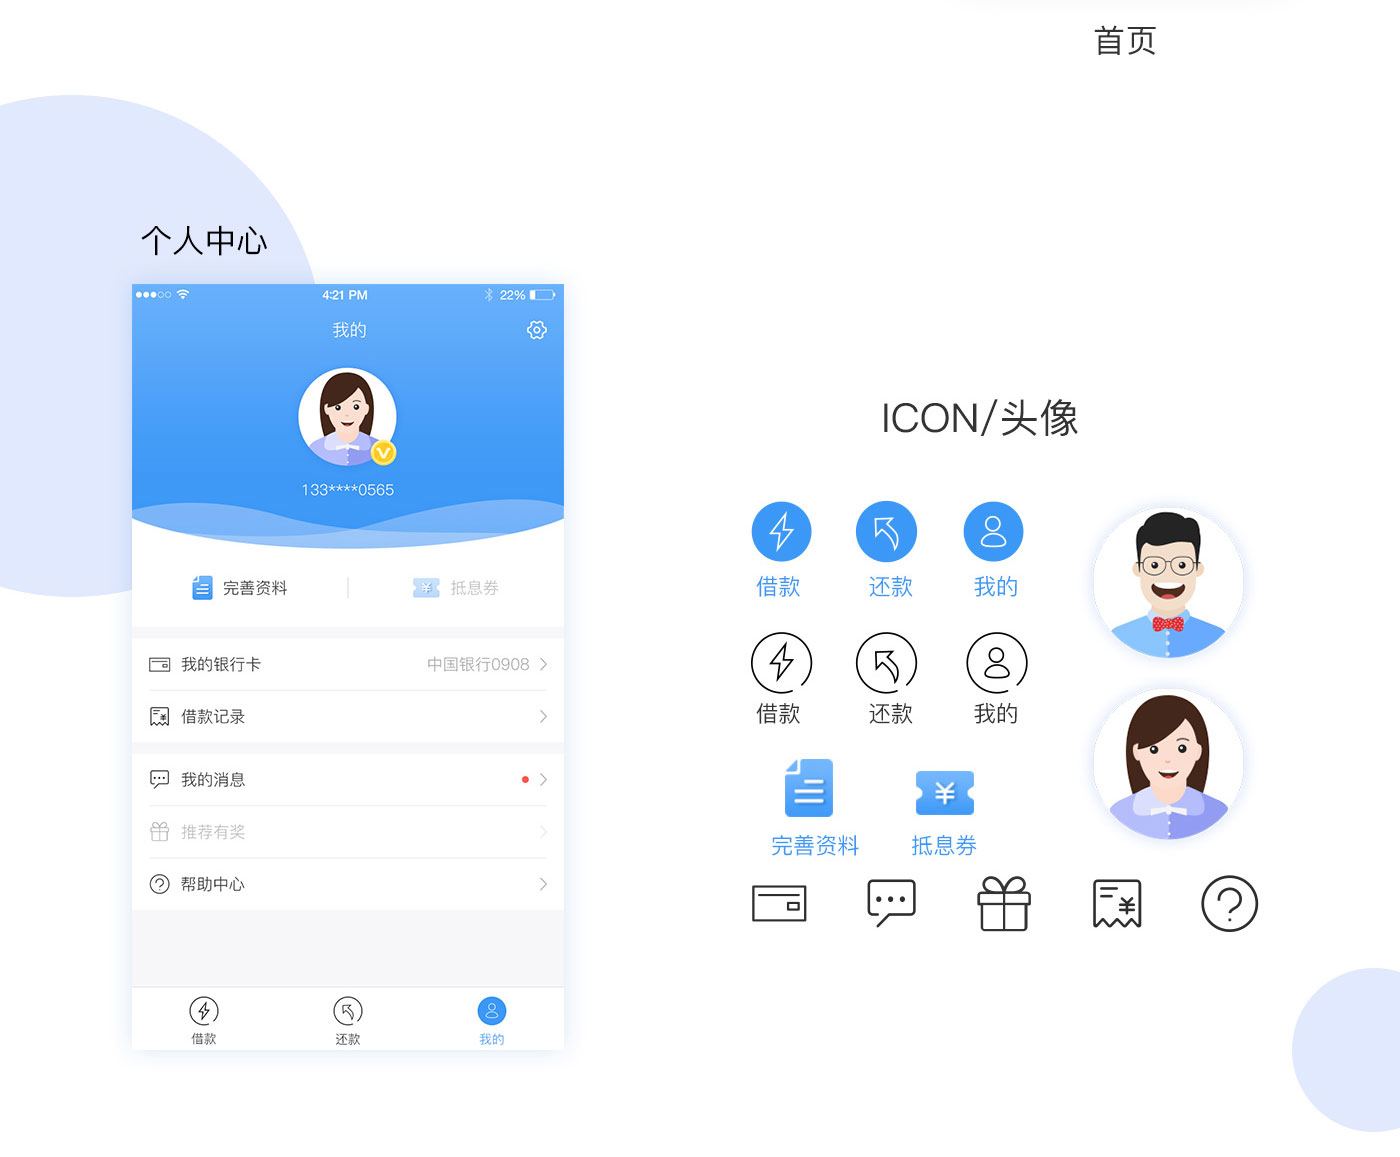 首页
个人中心
4:21 PM 22%
我的
133****0565
完善资料 抵息券
我的银行卡 中国银行0908
借款记录
我的消息
推荐有奖
帮助中心
借款 还款 我的
ICON/头像
借款 还款 我的
借款 还款 我的
完善资料 抵息券